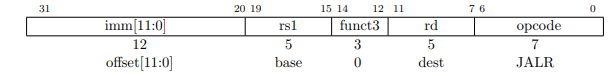 31 20 19 15 14 12 11 7 6 0
imm[11:0] rs1 funct3 rd opcode
12 5 3 5 7
offset[11:0] base 0 dest JALR